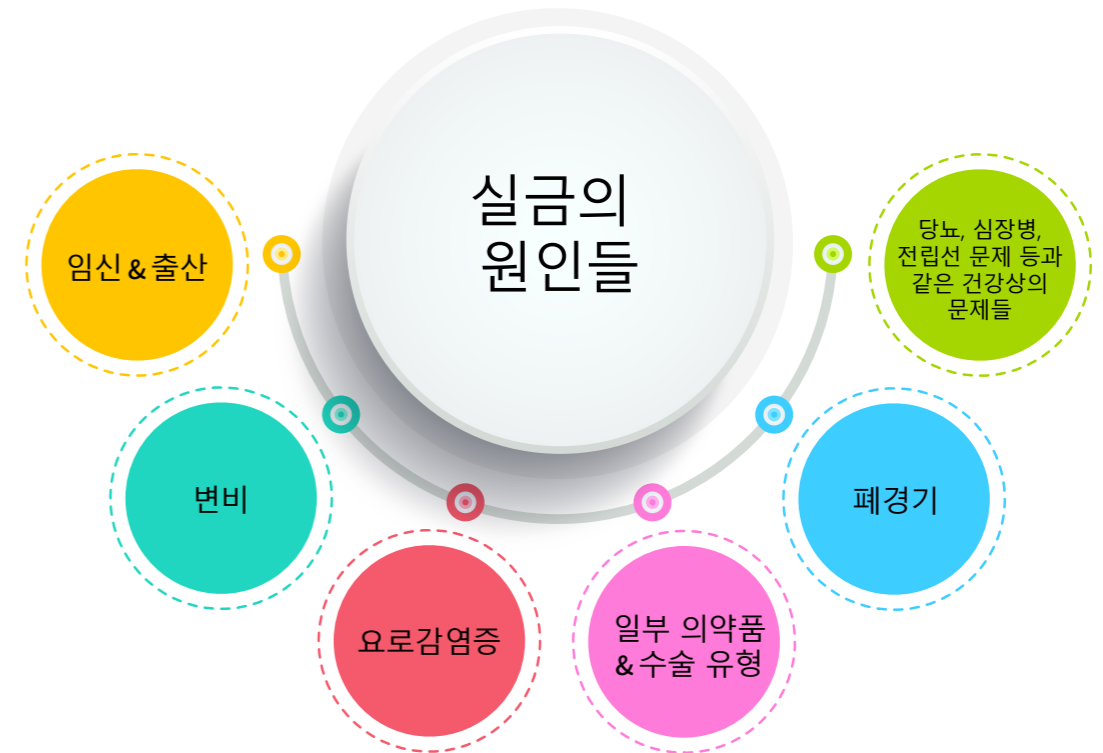 실금의
원인들
임신 & 출산
변비
요로감염증
일부 의약품
& 수술 유형
폐경기
당뇨, 심장병,
전립선 문제 등과
같은 건강상의
문제들